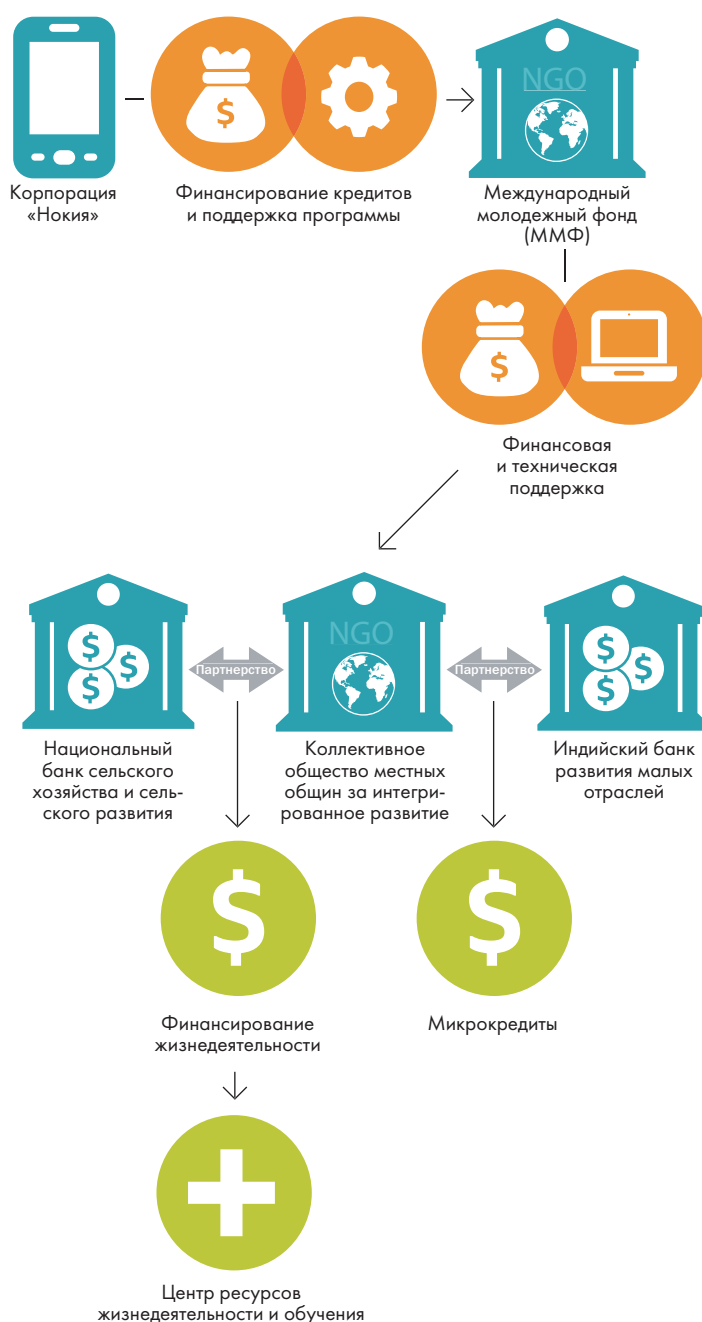 $
NGO
Корпорация
«Нокия»
Финансирование кредитов
и поддержка программы
Международный
молодежный фонд
(ММФ)
$
Финансовая
и техническая
поддержка
$
$
$
Партнерство
NGO
Партнерство
$
$
$
Национальный
банк сельского
хозяйства и сель-
ского развития
Коллективное
общество местных
общин за интегри-
рованное развитие
Индийский банк
развития малых
отраслей
$
$
Финансирование
жизнедеятельности
Микрокредиты
Центр ресурсов
жизнедеятельности и обучения